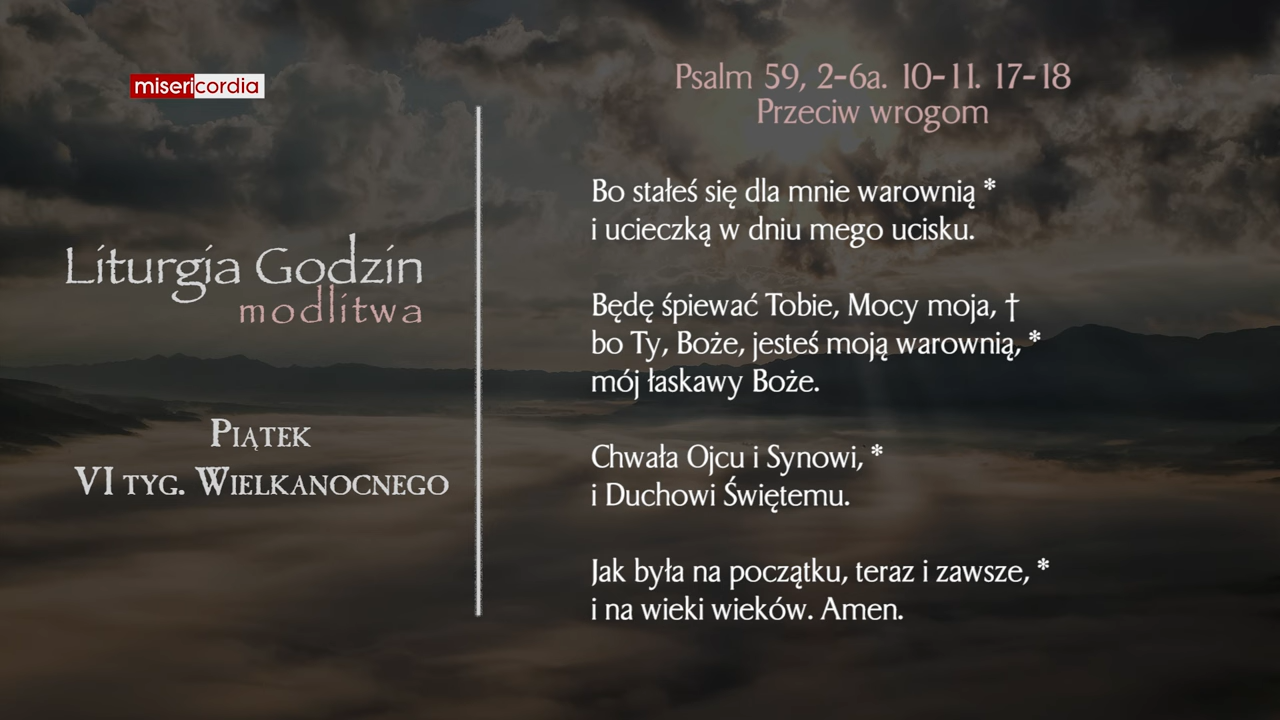 misericordia
Liturgia Godzin
modlitwa
Piątek
VI tyg. Wielkanocnego
Psalm 59, 2-6a. 10-11. 17-18
Przeciw wrogom
Bo stałeś się dla mnie warownią *
i ucieczką w dniu mego ucisku.
Będę śpiewać Tobie, Mocy moja, †
bo Ty, Boże, jesteś moją warownią, *
mój łaskawy Boże.
Chwała Ojcu i Synowi, *
i Duchowi Świętemu.
Jak była na początku, teraz i zawsze, *
i na wieki wieków. Amen.